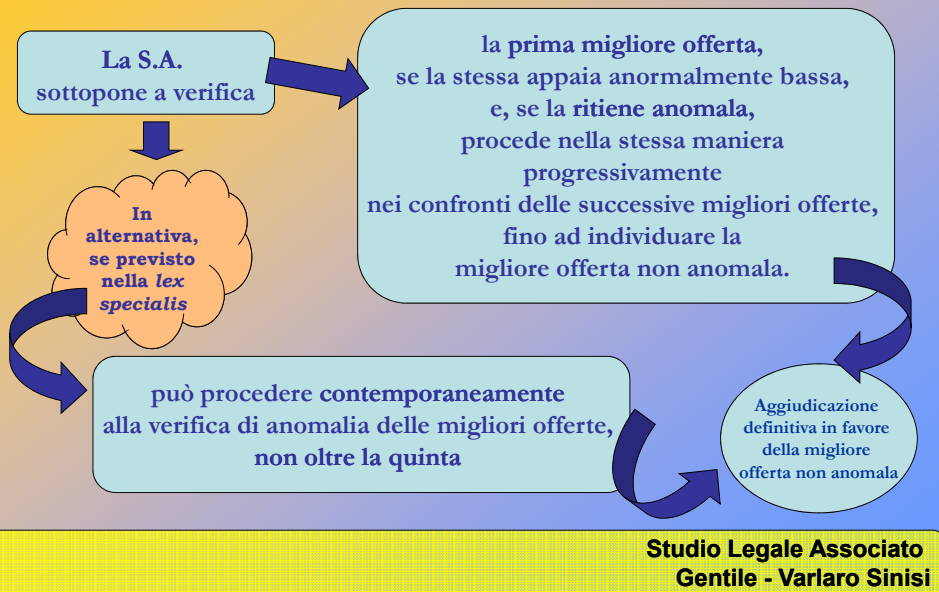 La S.A.
sottopone a verifica
la prima migliore offerta,
se la stessa appaia anormalmente bassa,
e, se la ritiene anomala,
procede nella stessa maniera
progressivamente
nei confronti delle successive migliori offerte,
fino ad individuare la
migliore offerta non anomala.
In
alternativa,
se previsto
nella lex
specialis
può procedere contemporaneamente
alla verifica di anomalia delle migliori offerte,
non oltre la quinta
Aggiudicazione
definitiva in favore
della migliore
offerta non anomala
Studio Legale Associato
Gentile - Varlaro Sinisi